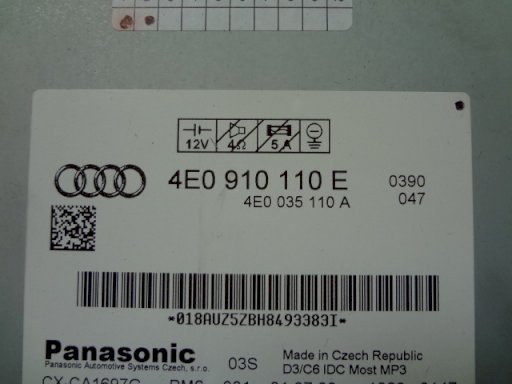 12V 4Ω 5A
4E0 910 110 E 0390
4E0 035 110 A 047
*018AUZ5ZBH8493383I*
Panasonic 03S Made in Czech Republic
Panasonic Automotive Systems Czech, s.r.o. D3/C6 IDC Most MP3